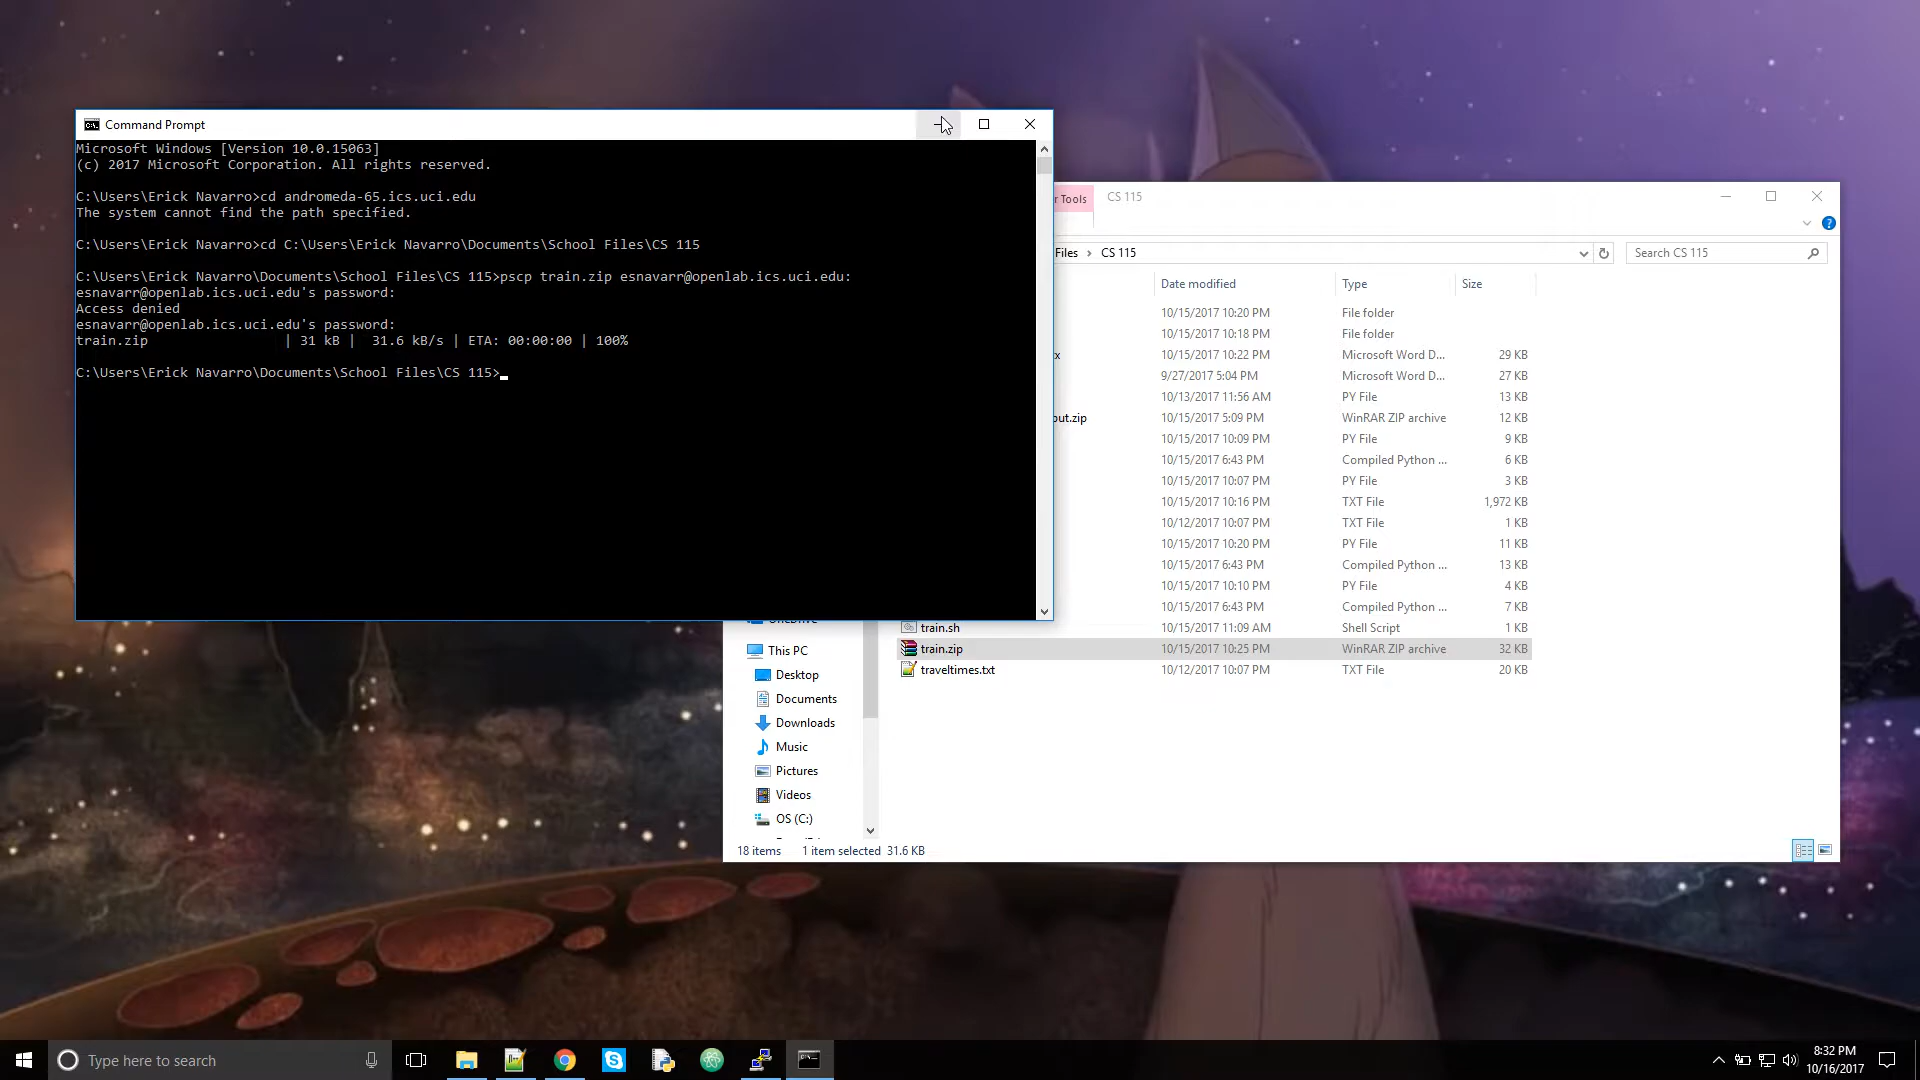 Command Prompt
Microsoft Windows [Version 10.0.15063]
(c) 2017 Microsoft Corporation. All rights reserved.
C:\Users\Erick Navarro>cd andromeda-65.ics.uci.edu
The system cannot find the path specified.
C:\Users\Erick Navarro>cd C:\Users\Erick Navarro\Documents\School Files\CS 115
C:\Users\Erick Navarro\Documents\School Files\CS 115>pscp train.zip esnavarr@openlab.ics.uci.edu:
esnavarr@openlab.ics.uci.edu's password:
Access denied
esnavarr@openlab.ics.uci.edu's password:
train.zip | 31 kB | 31.6 kB/s | ETA: 00:00:00 | 100%
C:\Users\Erick Navarro\Documents\School Files\CS 115>
r Tools CS 115
Files › CS 115 Search CS 115
Date modified Type Size
10/15/2017 10:20 PM File folder
10/15/2017 10:18 PM File folder
x 10/15/2017 10:22 PM Microsoft Word D... 29 KB
9/27/2017 5:04 PM Microsoft Word D... 27 KB
10/13/2017 11:56 AM PY File 13 KB
out.zip 10/15/2017 5:09 PM WinRAR ZIP archive 12 KB
10/15/2017 10:09 PM PY File 9 KB
10/15/2017 6:43 PM Compiled Python ... 6 KB
10/15/2017 10:07 PM PY File 3 KB
10/15/2017 10:16 PM TXT File 1,972 KB
10/12/2017 10:07 PM TXT File 1 KB
10/15/2017 10:20 PM PY File 11 KB
10/15/2017 6:43 PM Compiled Python ... 13 KB
10/15/2017 10:10 PM PY File 4 KB
10/15/2017 6:43 PM Compiled Python ... 7 KB
train.sh 10/15/2017 11:09 AM Shell Script 1 KB
train.zip 10/15/2017 10:25 PM WinRAR ZIP archive 32 KB
traveltimes.txt 10/12/2017 10:07 PM TXT File 20 KB
OneDrive
This PC
Desktop
Documents
Downloads
Music
Pictures
Videos
OS (C:)
18 items 1 item selected 31.6 KB
Type here to search
8:32 PM
10/16/2017